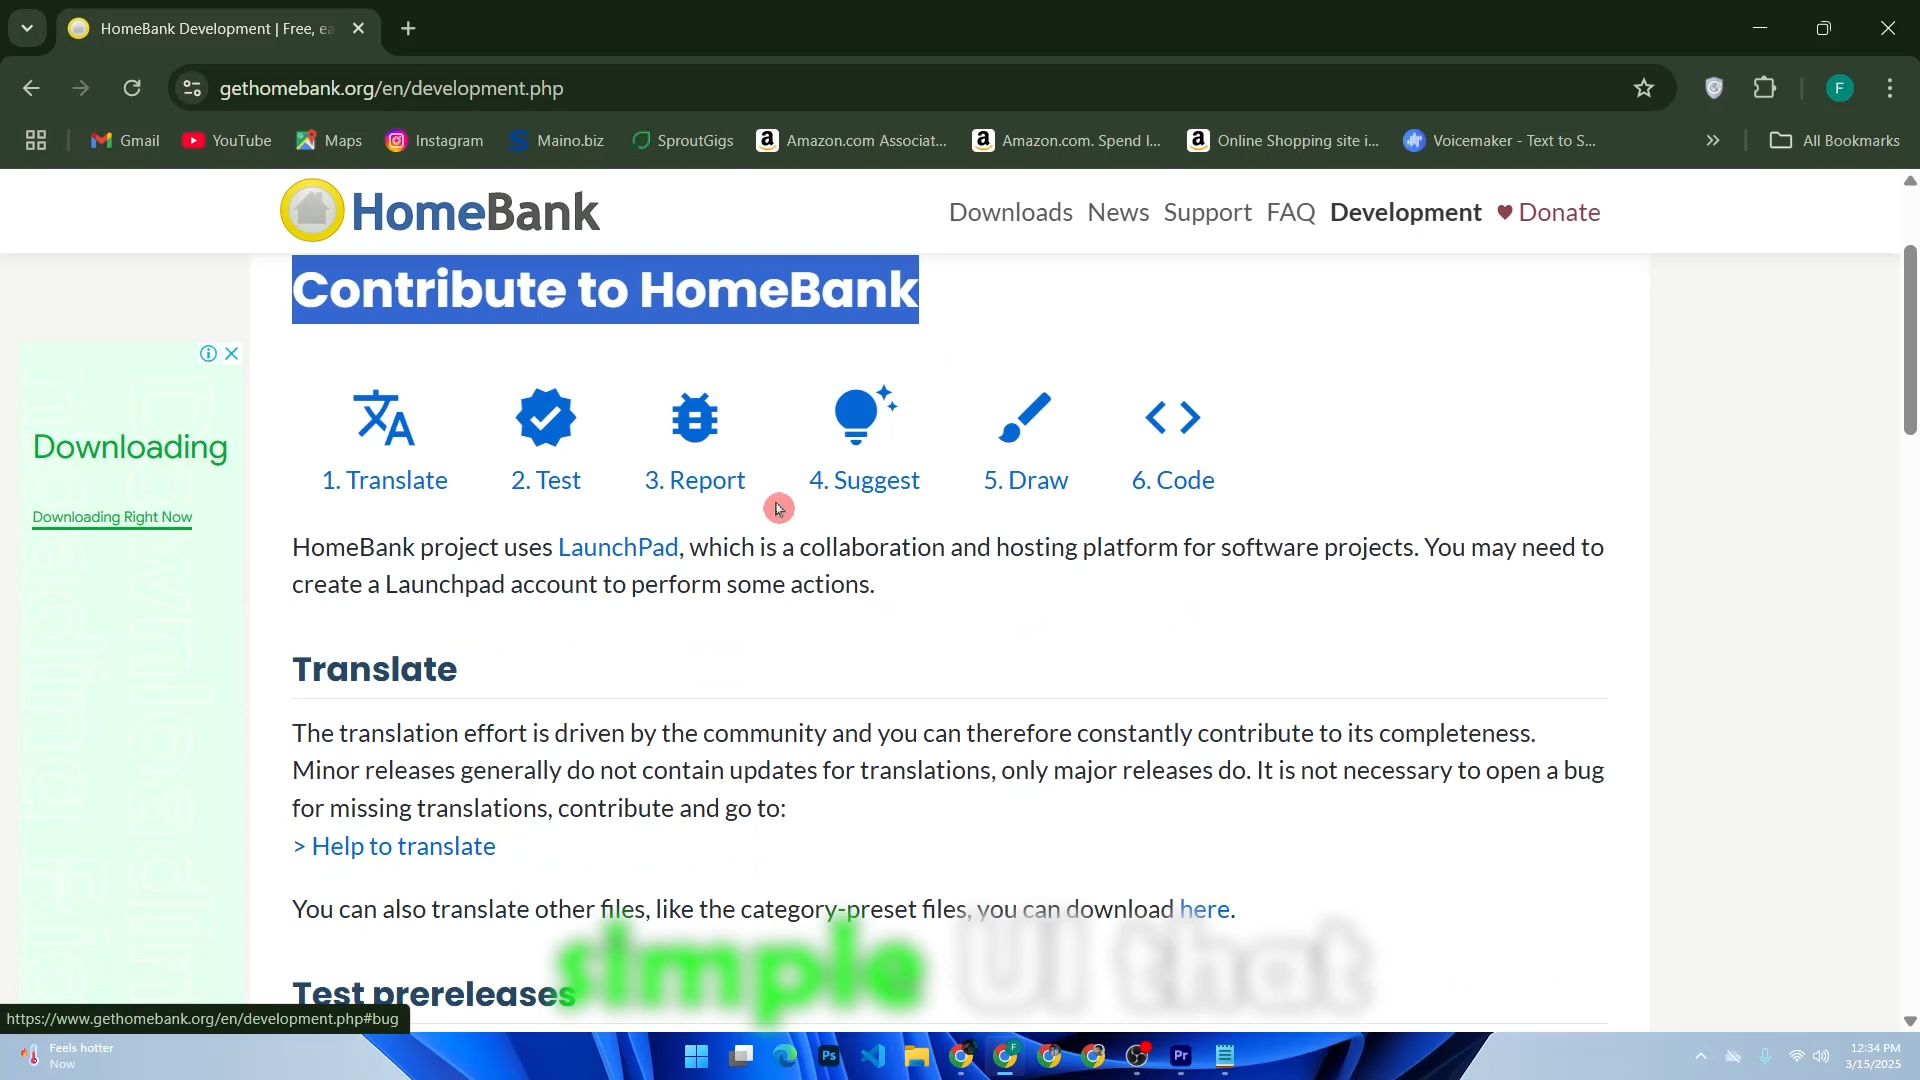 HomeBank Development | Free, ea
gethomebank.org/en/development.php
F
Gmail
YouTube
Maps
Instagram
Maino.biz
SproutGigs
Amazon.com Associat...
Amazon.com. Spend l...
Online Shopping site i...
Voicemaker - Text to S...
All Bookmarks
HomeBank
Downloads News Support FAQ Development ♥ Donate
Contribute to HomeBank
1. Translate
2. Test
3. Report
4. Suggest
5. Draw
6. Code
Downloading
Downloading Right Now
HomeBank project uses LaunchPad, which is a collaboration and hosting platform for software projects. You may need to
create a Launchpad account to perform some actions.
Translate
The translation effort is driven by the community and you can therefore constantly contribute to its completeness.
Minor releases generally do not contain updates for translations, only major releases do. It is not necessary to open a bug
for missing translations, contribute and go to:
> Help to translate
You can also translate other files, like the category-preset files, you can download here.
simple UI that
Test prereleases
https://www.gethomebank.org/en/development.php#bug
Feels hotter
Now
Ps
Pr
12:34 PM
3/15/2025